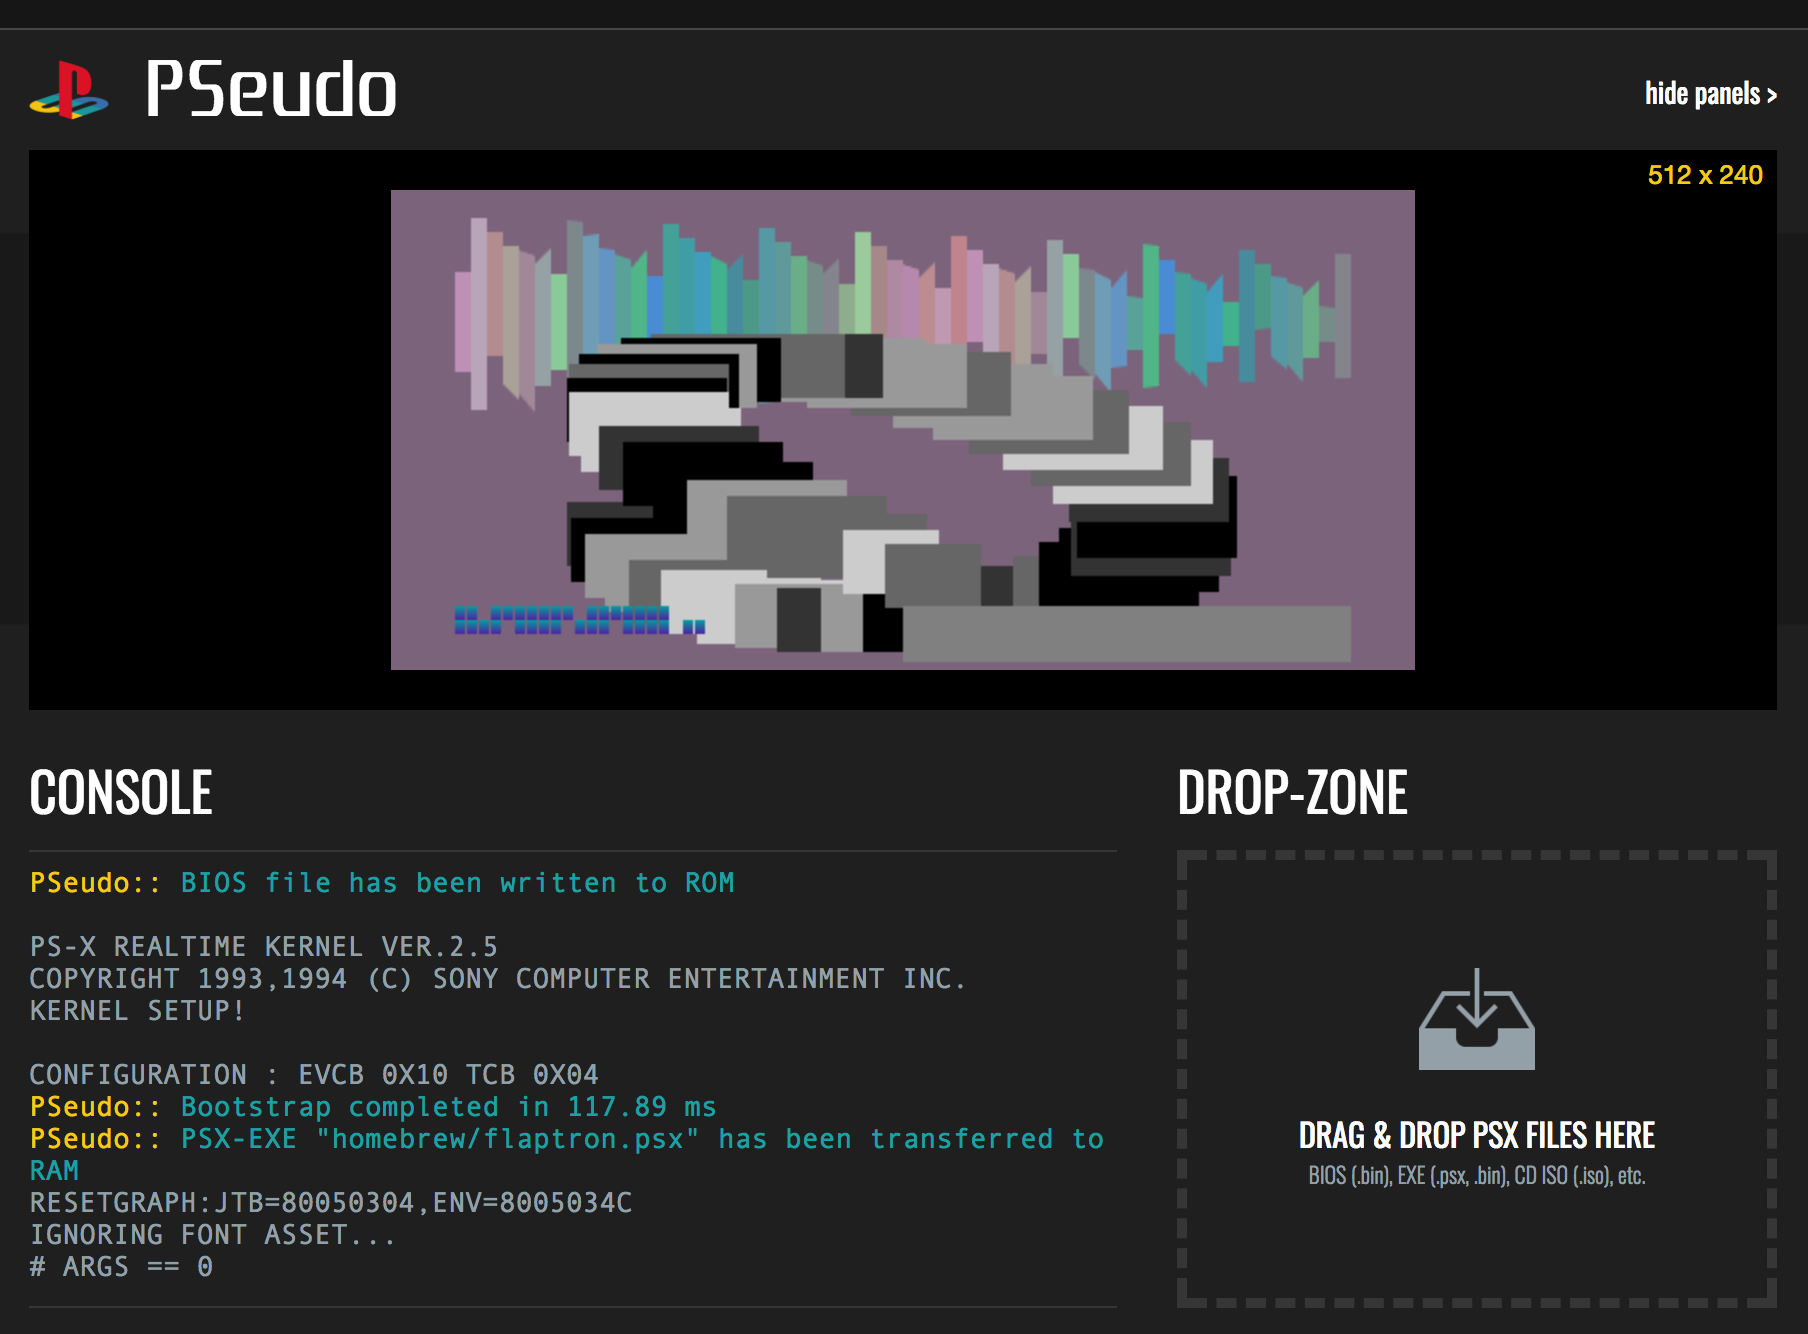 PSeudo
hide panels >
512 x 240
CONSOLE
PSeudo:: BIOS file has been written to ROM
PS-X REALTIME KERNEL VER.2.5
COPYRIGHT 1993,1994 (C) SONY COMPUTER ENTERTAINMENT INC.
KERNEL SETUP!
CONFIGURATION : EVCB 0X10 TCB 0X04
PSeudo:: Bootstrap completed in 117.89 ms
PSeudo:: PSX-EXE "homebrew/flaptron.psx" has been transferred to
RAM
RESETGRAPH:JTB=80050304,ENV=8005034C
IGNORING FONT ASSET...
# ARGS == 0
DROP-ZONE
DRAG & DROP PSX FILES HERE
BIOS (.bin), EXE (.psx, .bin), CD ISO (.iso), etc.